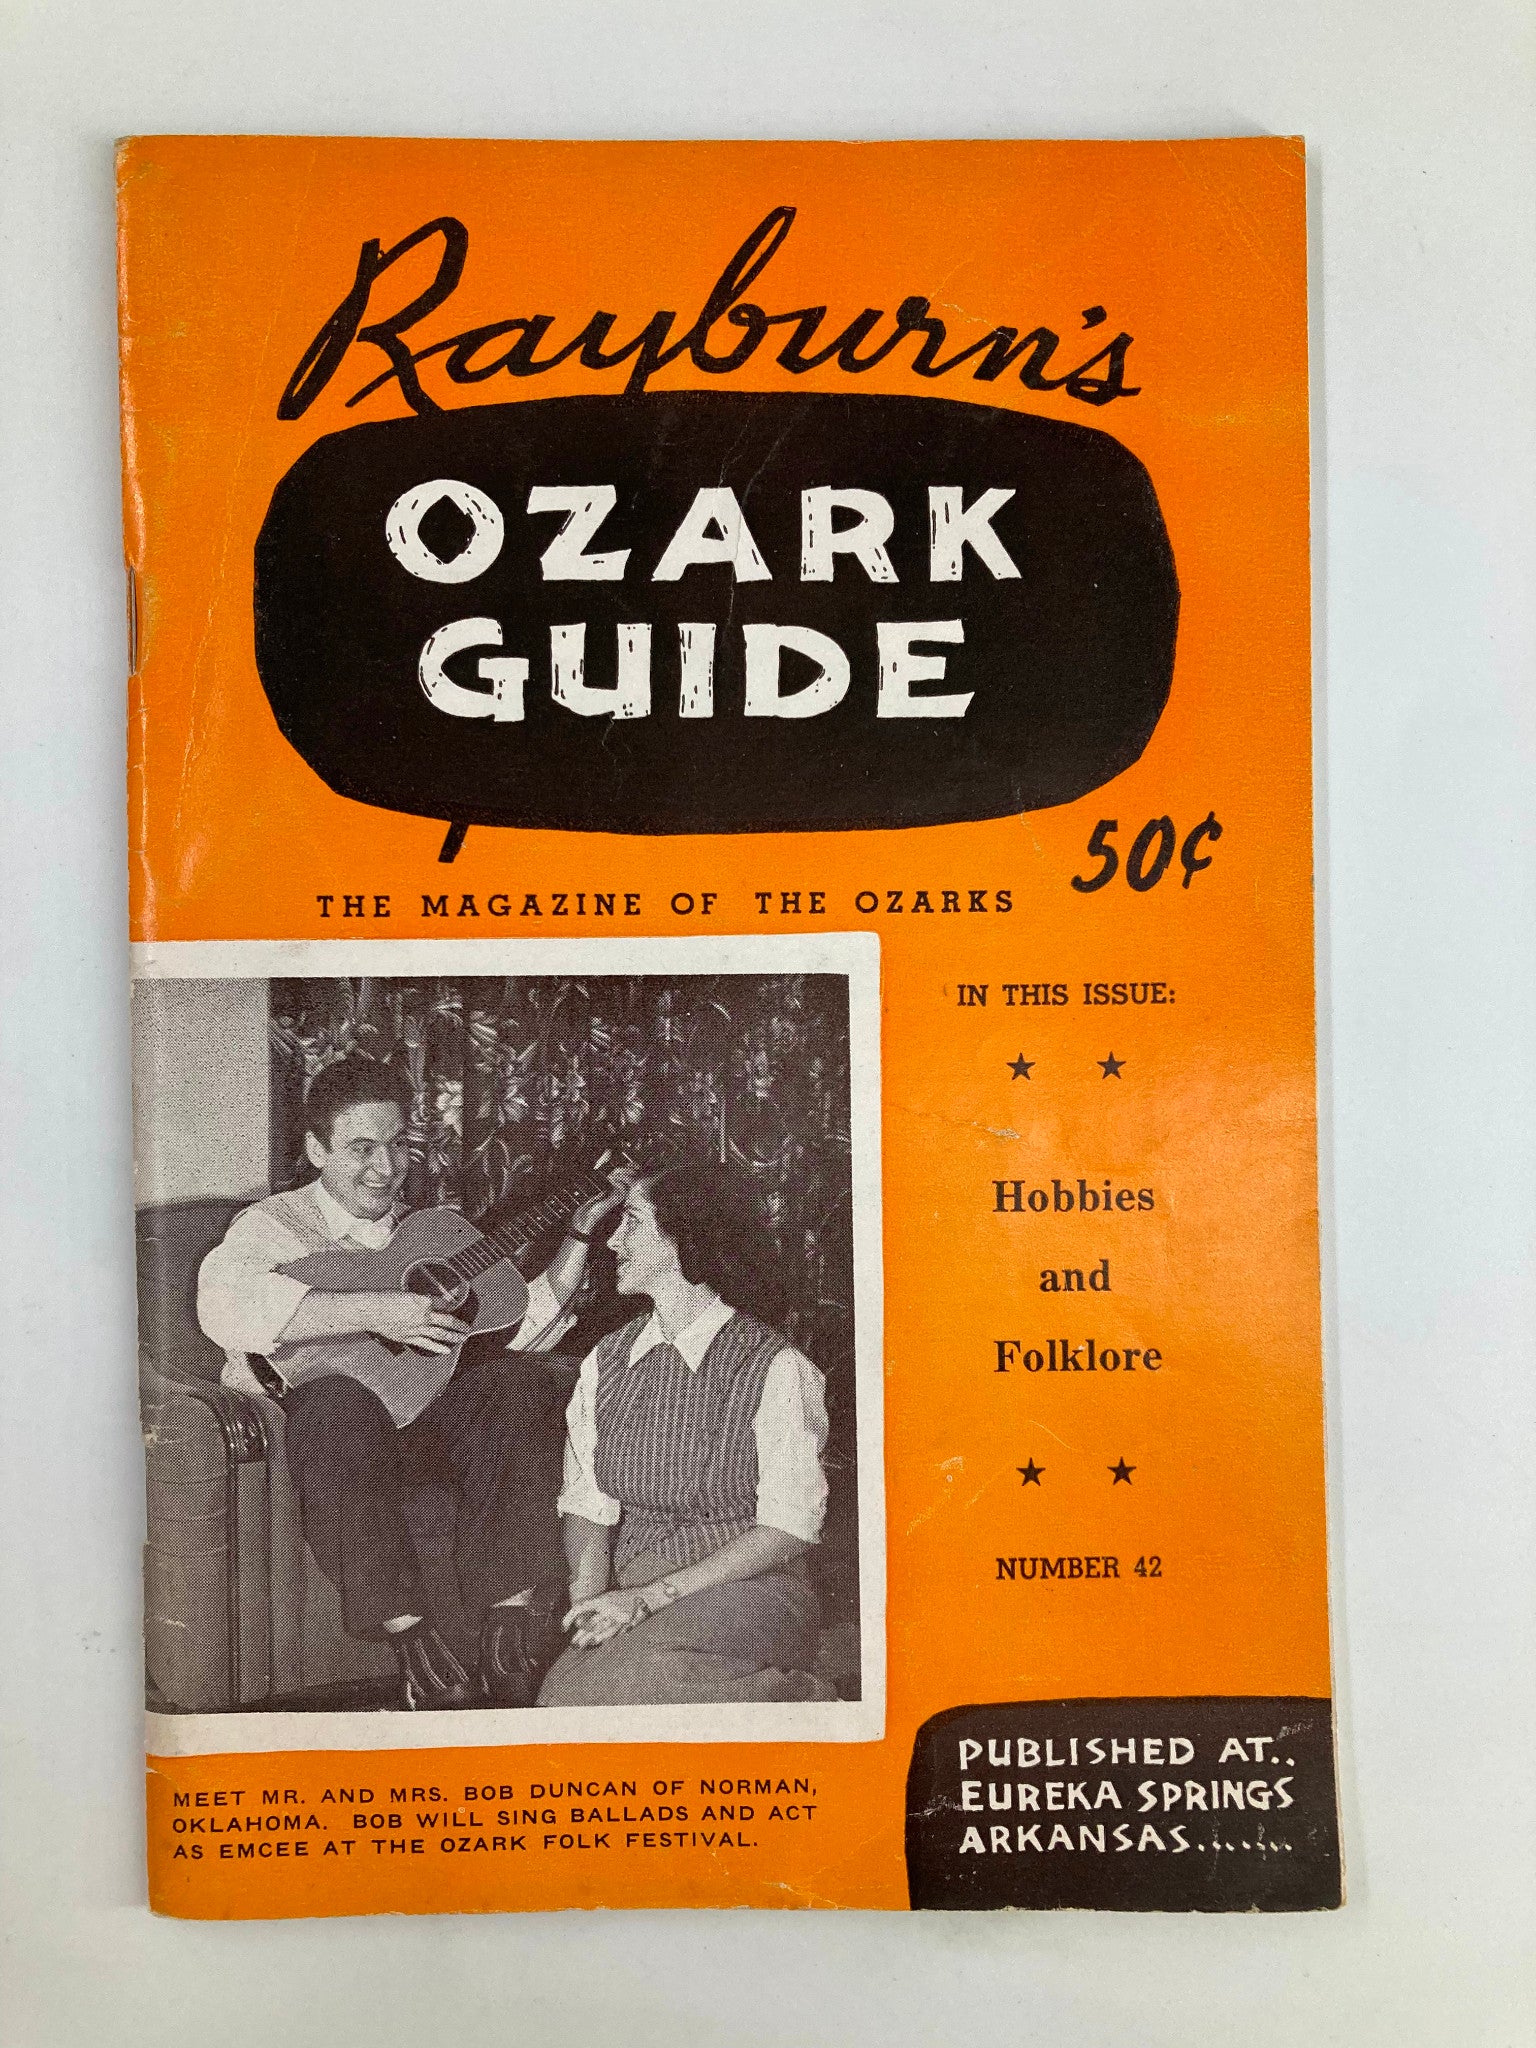 Rayburn's
OZARK
GUIDE
50¢
THE MAGAZINE OF THE OZARKS
IN THIS ISSUE:
★ ★
Hobbies
and
Folklore
★ ★
NUMBER 42
MEET MR. AND MRS. BOB DUNCAN OF NORMAN,
OKLAHOMA. BOB WILL SING BALLADS AND ACT
AS EMCEE AT THE OZARK FOLK FESTIVAL.
PUBLISHED AT..
EUREKA SPRINGS
ARKANSAS.......